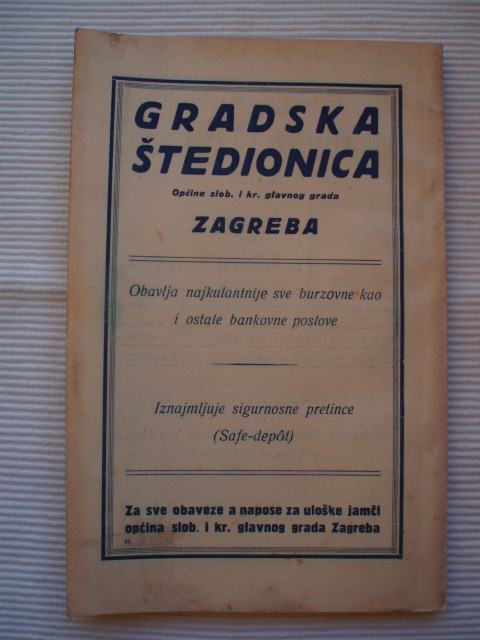 GRADSKA
ŠTEDIONICA
Općine slob. i kr. glavnog grada
ZAGREBA
Obavlja najkulantnije sve burzovne kao
i ostale bankovne poslove
Iznajmljuje sigurnosne pretince
(Safe-depôt)
Za sve obaveze a napose za uloške jamči
općina slob. i kr. glavnog grada Zagreba